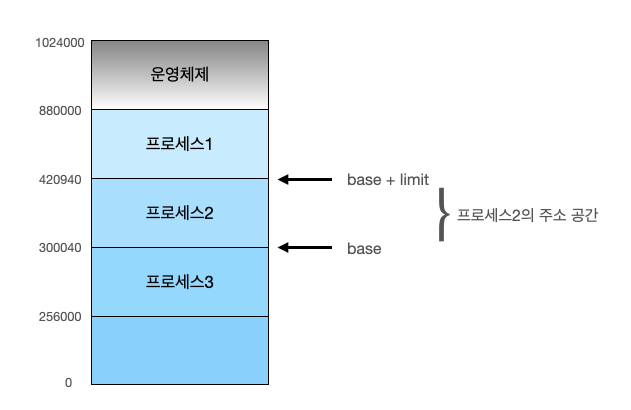 1024000
운영체제
880000
프로세스1
420940
base + limit
프로세스2
프로세스2의 주소 공간
300040
base
프로세스3
256000
0